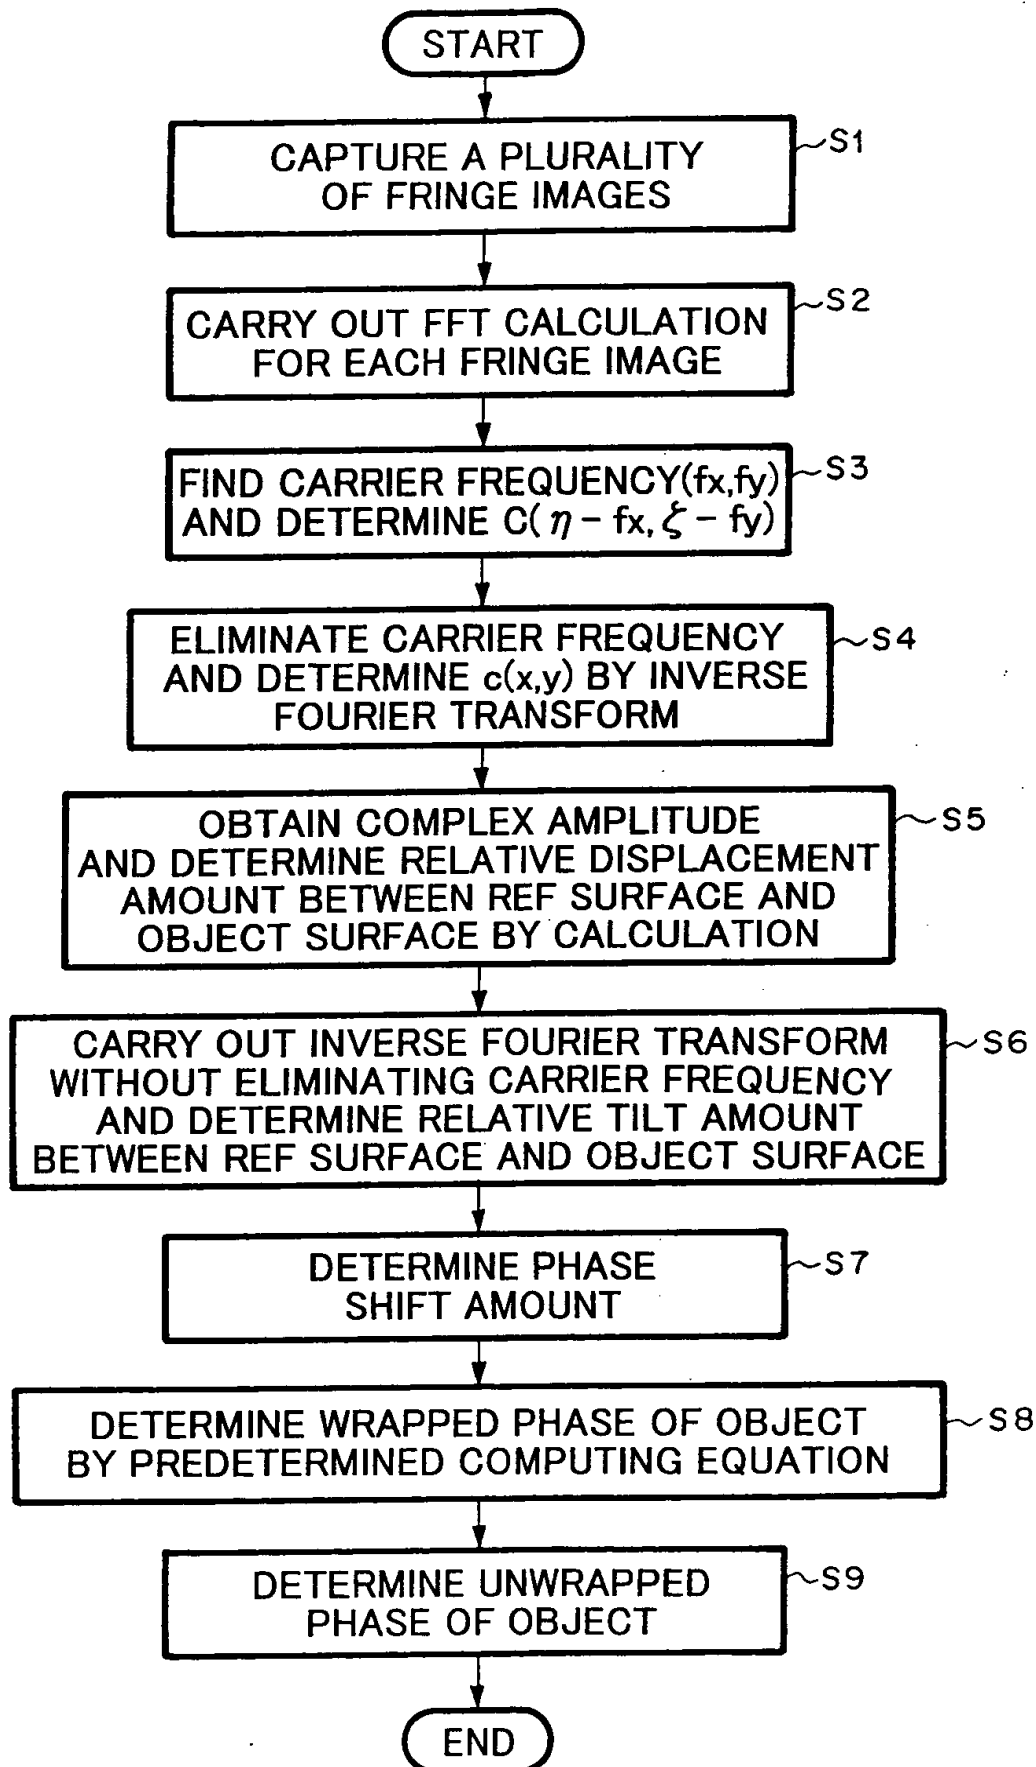 START
S1
CAPTURE A PLURALITY
OF FRINGE IMAGES
S2
CARRY OUT FFT CALCULATION
FOR EACH FRINGE IMAGE
S3
FIND CARRIER FREQUENCY(fx,fy)
AND DETERMINE C( η - fx, ζ - fy)
S4
ELIMINATE CARRIER FREQUENCY
AND DETERMINE c(x,y) BY INVERSE
FOURIER TRANSFORM
S5
OBTAIN COMPLEX AMPLITUDE
AND DETERMINE RELATIVE DISPLACEMENT
AMOUNT BETWEEN REF SURFACE AND
OBJECT SURFACE BY CALCULATION
S6
CARRY OUT INVERSE FOURIER TRANSFORM
WITHOUT ELIMINATING CARRIER FREQUENCY
AND DETERMINE RELATIVE TILT AMOUNT
BETWEEN REF SURFACE AND OBJECT SURFACE
S7
DETERMINE PHASE
SHIFT AMOUNT
S8
DETERMINE WRAPPED PHASE OF OBJECT
BY PREDETERMINED COMPUTING EQUATION
S9
DETERMINE UNWRAPPED
PHASE OF OBJECT
END